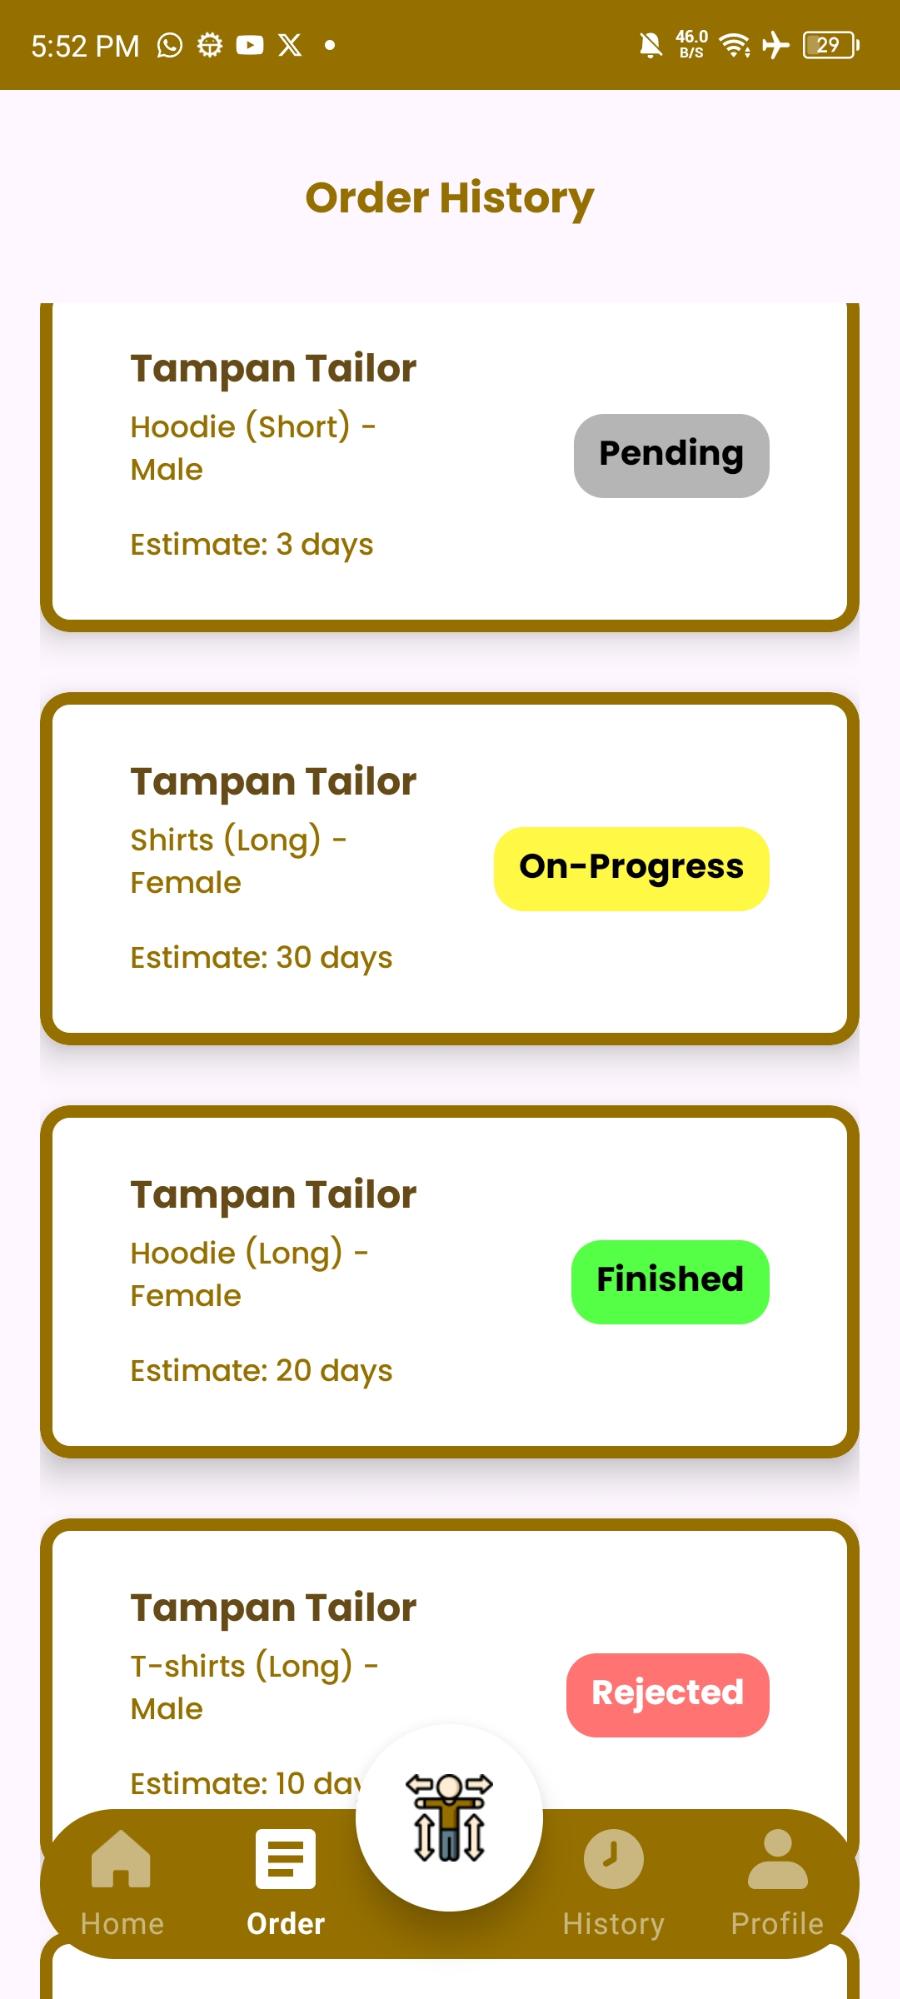 5:52 PM
46.0
B/S
29
Order History
Tampan Tailor
Hoodie (Short) -
Male
Pending
Estimate: 3 days
Tampan Tailor
Shirts (Long) -
Female
On-Progress
Estimate: 30 days
Tampan Tailor
Hoodie (Long) -
Female
Finished
Estimate: 20 days
Tampan Tailor
T-shirts (Long) -
Male
Rejected
Estimate: 10
Home
Order
History
Profile